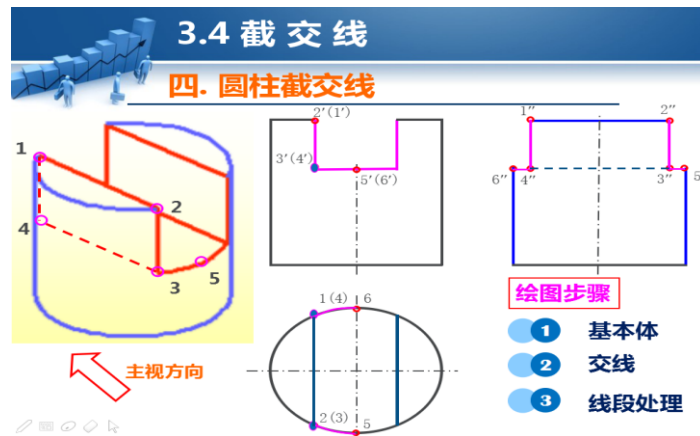 3.4 截 交 线
四. 圆柱截交线
1
2
3
4
5
主视方向
2′(1′)
3′(4′)
5′(6′)
1″
2″
6″
4″
3″
5
1(4)
6
2(3)
5
绘图步骤
1 基本体
2 交线
3 线段处理